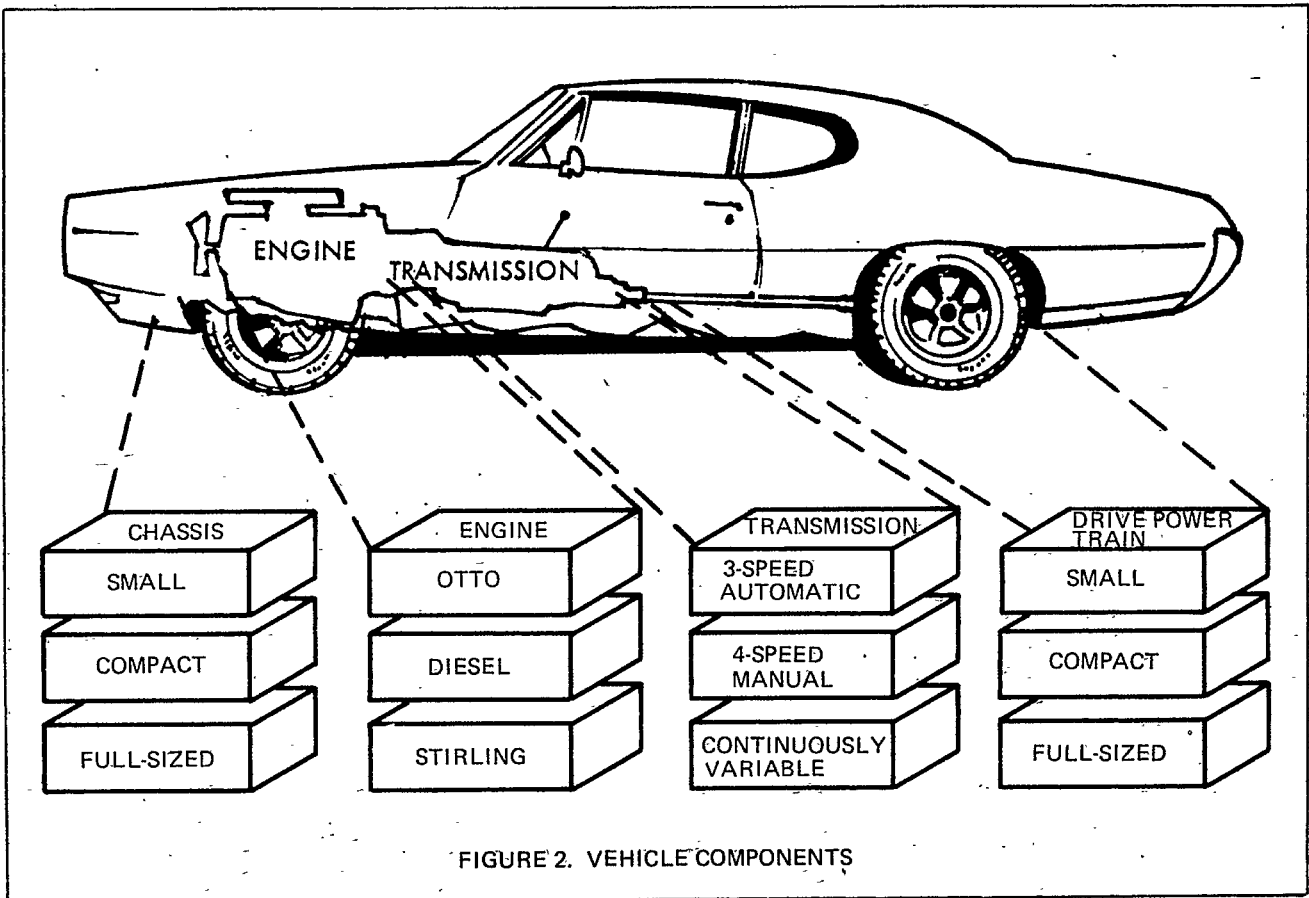 ENGINE
TRANSMISSION
CHASSIS
SMALL
COMPACT
FULL-SIZED
ENGINE
OTTO
DIESEL
STIRLING
TRANSMISSION
3-SPEED
AUTOMATIC
4-SPEED
MANUAL
CONTINUOUSLY
VARIABLE
DRIVE POWER
TRAIN
SMALL
COMPACT
FULL-SIZED
FIGURE 2. VEHICLE COMPONENTS